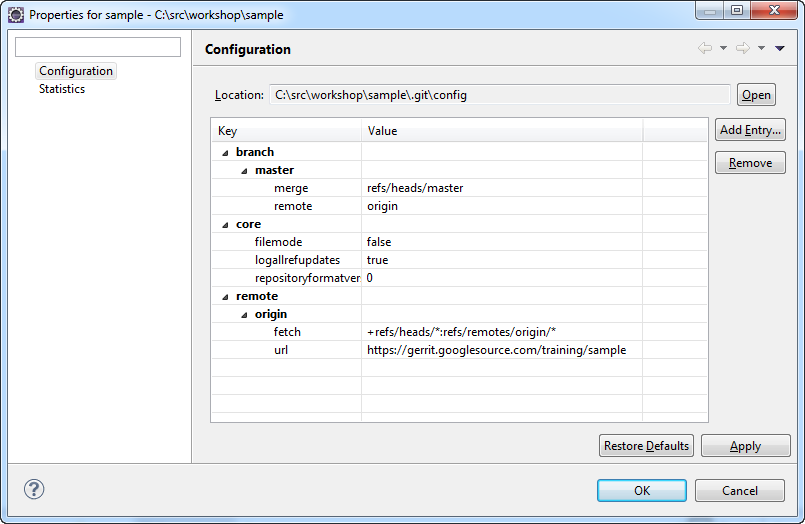 Properties for sample - C:\src\workshop\sample
Configuration
Statistics
Configuration
Location: C:\src\workshop\sample\.git\config Open
Key Value
Add Entry...
branch
master
Remove
merge refs/heads/master
remote origin
core
filemode false
logallrefupdates true
repositoryformatver 0
remote
origin
fetch +refs/heads/*:refs/remotes/origin/*
url https://gerrit.googlesource.com/training/sample
Restore Defaults Apply
? OK Cancel